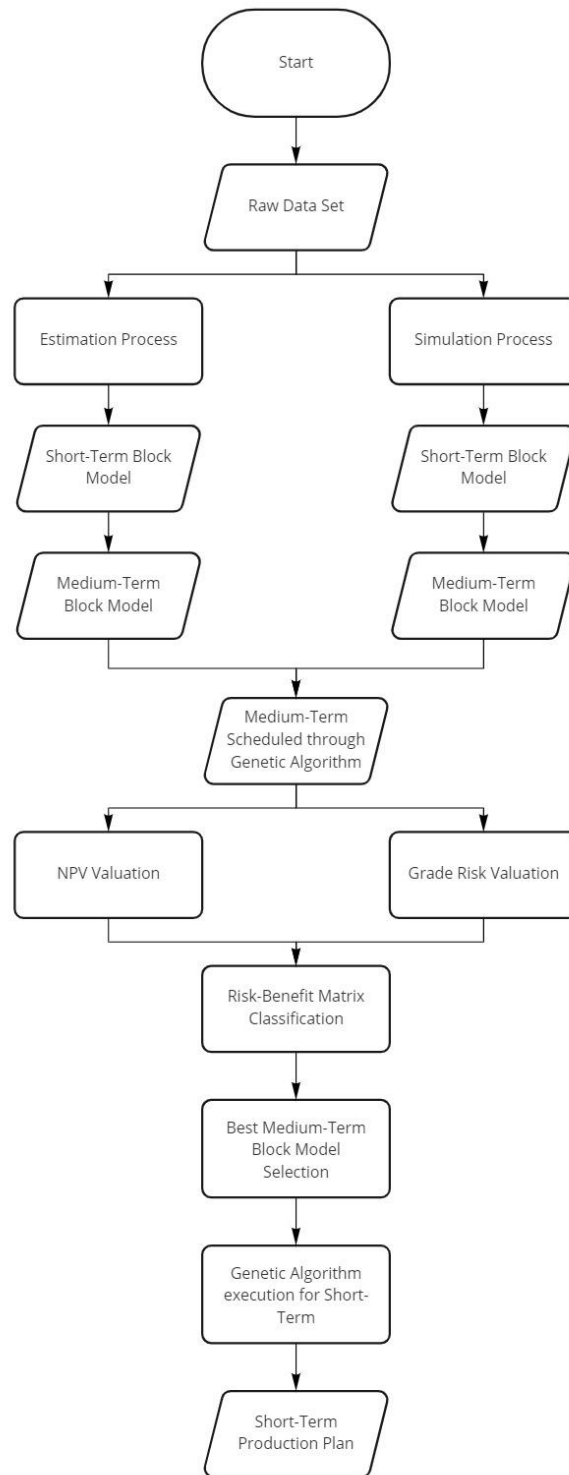 Start
Raw Data Set
Estimation Process
Simulation Process
Short-Term Block
Model
Short-Term Block
Model
Medium-Term
Block Model
Medium-Term
Block Model
Medium-Term
Scheduled through
Genetic Algorithm
NPV Valuation
Grade Risk Valuation
Risk-Benefit Matrix
Classification
Best Medium-Term
Block Model
Selection
Genetic Algorithm
execution for Short-
Term
Short-Term
Production Plan